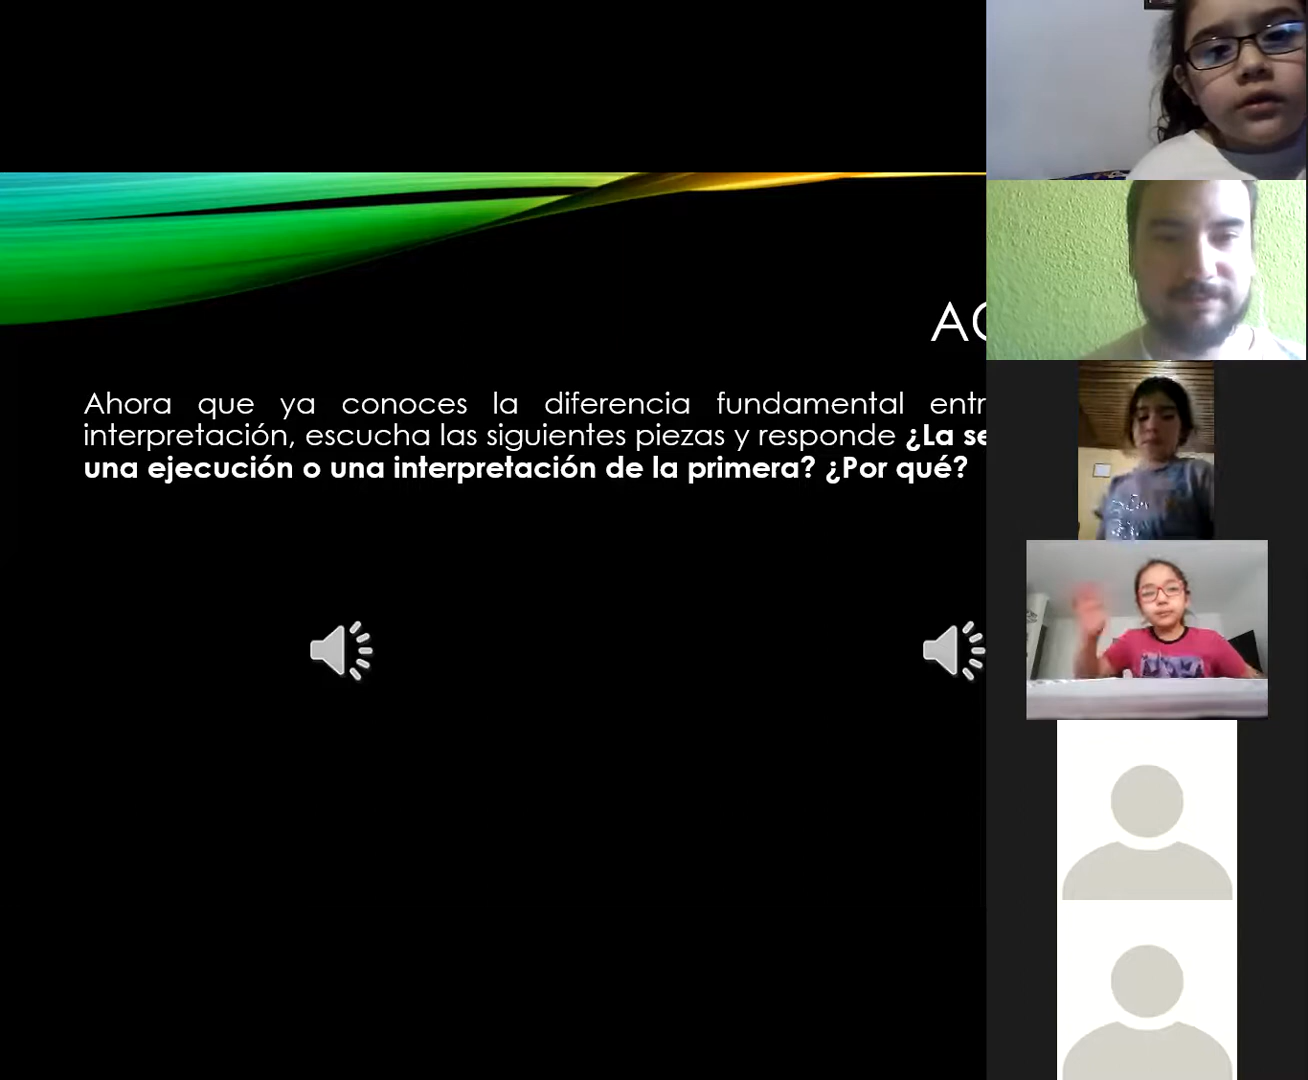 AC
Ahora que ya conoces la diferencia fundamental entr
interpretación, escucha las siguientes piezas y responde ¿La se
una ejecución o una interpretación de la primera? ¿Por qué?